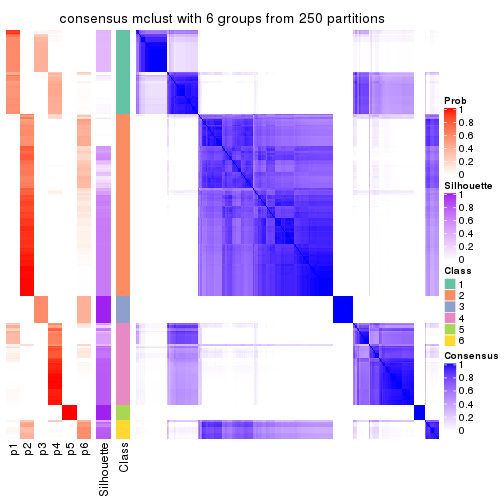 consensus mclust with 6 groups from 250 partitions
Prob
1
0.8
0.6
0.4
0.2
0
Silhouette
1
0.8
0.6
0.4
0.2
0
Class
1
2
3
4
5
6
Consensus
1
0.8
0.6
0.4
0.2
0
p1
p2
p3
p4
p5
p6
Silhouette
Class